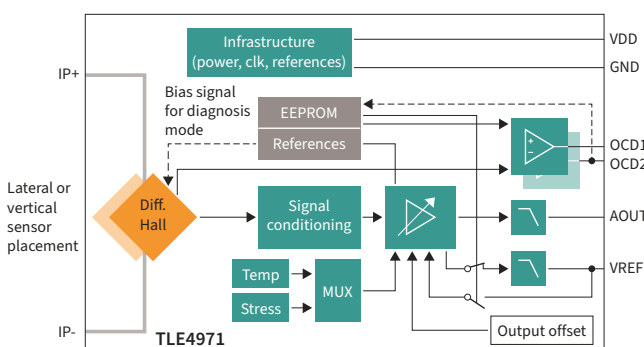 Infrastructure
(power, clk, references)
VDD
GND
IP+
Bias signal
for diagnosis
mode
EEPROM
References
OCD1
OCD2
Lateral or
vertical
sensor
placement
Diff.
Hall
Signal
conditioning
AOUT
Temp
Stress
MUX
VREF
Output offset
IP-
TLE4971